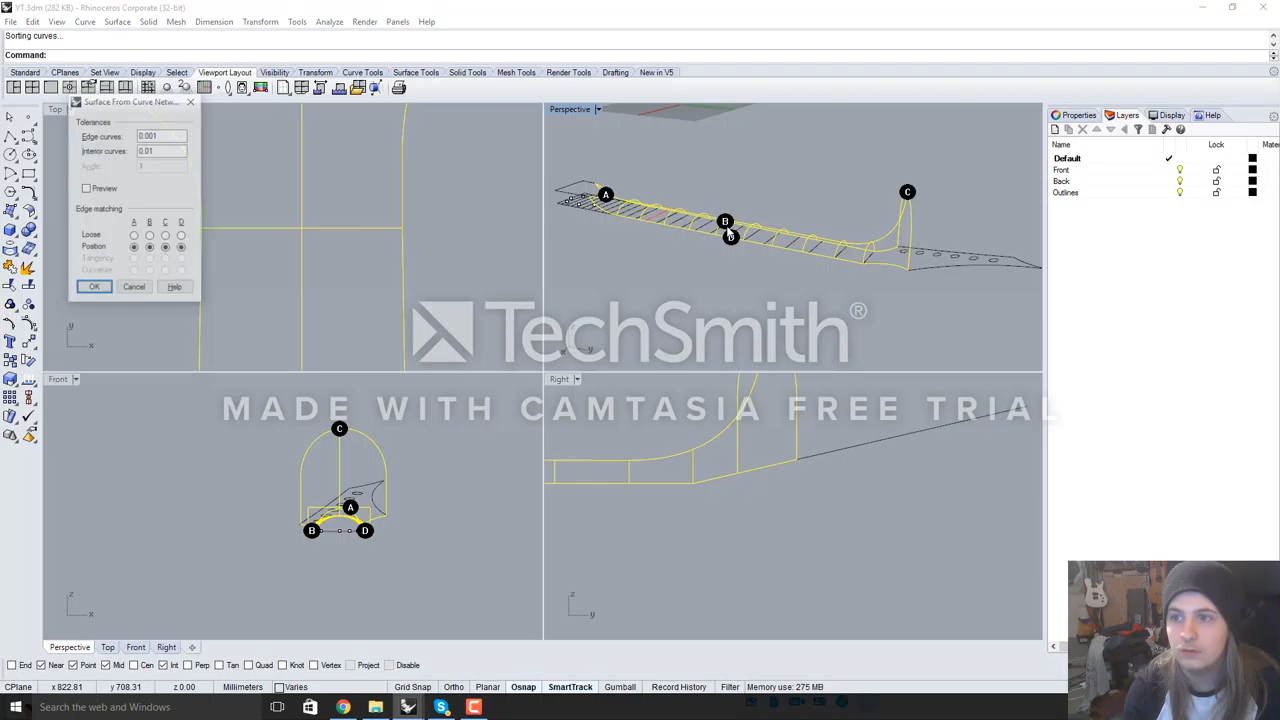 YT.3dm (282 KB) - Rhinoceros Corporate (32-bit)
File Edit View Curve Surface Solid Mesh Dimension Transform Tools Analyze Render Panels Help
Sorting curves...
Command:
Standard CPlanes Set View Display Select Viewport Layout Visibility Transform Curve Tools Surface Tools Solid Tools Mesh Tools Render Tools Drafting New in V5
Top
Surface From Curve Netw...
Tolerances
Edge curves: 0.001
Interior curves: 0.01
Angle: 1
Preview
Edge matching
A B C D
Loose
Position
Tangency
Curvature
OK Cancel Help
y
x
Perspective
A
B
D
C
y
Properties Layers Display Help
Name Lock Mate
Default
Front
Back
Outlines
TechSmith®
MADE WITH CAMTASIA FREE TRIAL
Front
C
A
B D
z
x
Right
z
y
Perspective Top Front Right
End Near Point Mid Cen Int Perp Tan Quad Knot Vertex Project Disable
CPlane x 822.81 y 708.31 z 0.00 Millimeters Varies Grid Snap Ortho Planar Osnap SmartTrack Gumball Record History Filter Memory use: 275 MB
Search the web and Windows